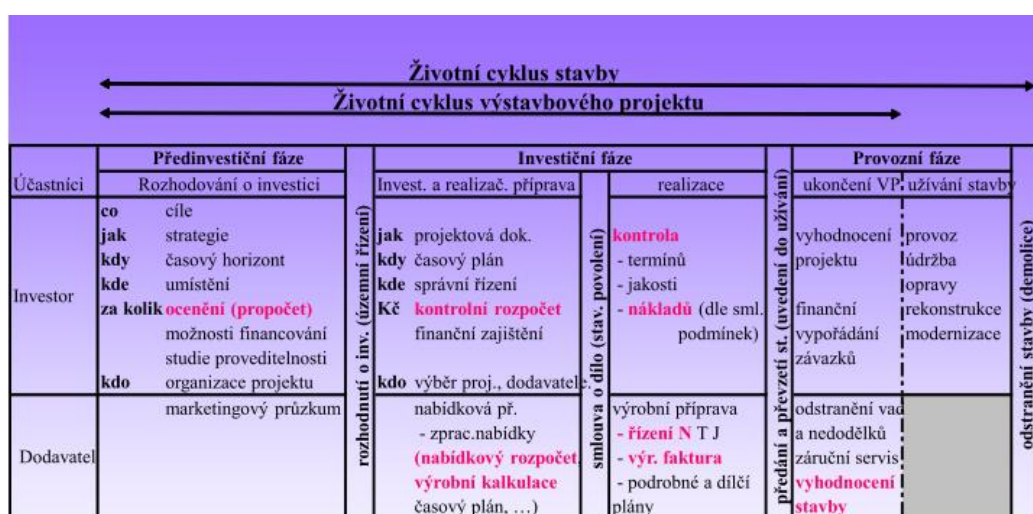 Životní cyklus stavby
Životní cyklus výstavbového projektu
Předinvestiční fáze
Investiční fáze
Provozní fáze
Účastníci
Rozhodování o investici
Invest. a realizač. příprava
realizace
ukončení VP
užívání stavby
Investor
co cíle
jak strategie
kdy časový horizont
kde umístění
za kolik ocenění (propočet)
možnosti financování
studie proveditelnosti
kdo organizace projektu
rozhodnutí o inv. (územní řízení)
jak projektová dok.
kdy časový plán
kde správní řízení
Kč kontrolní rozpočet
finanční zajištění
kdo výběr proj., dodavatele.
smlouva o dílo (stav. povolení)
kontrola
- termínů
- jakosti
- nákladů (dle sml.
podmínek)
předání a převzetí st. (uvedení do užívání)
vyhodnocení
projektu
finanční
vypořádání
závazků
provoz
údržba
opravy
rekonstrukce
modernizace
odstranění stavby (demolice)
Dodavatel
marketingový průzkum
nabídková př.
- zprac.nabídky
(nabídkový rozpočet,
výrobní kalkulace
časový plán, …)
výrobní příprava
- řízení N T J
- výr. faktura
- podrobné a dílčí
plány
odstranění vad
a nedodělků
záruční servis
vyhodnocení
stavby